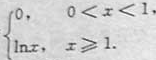 0, 0<x<1,
lnx, x⩾1.